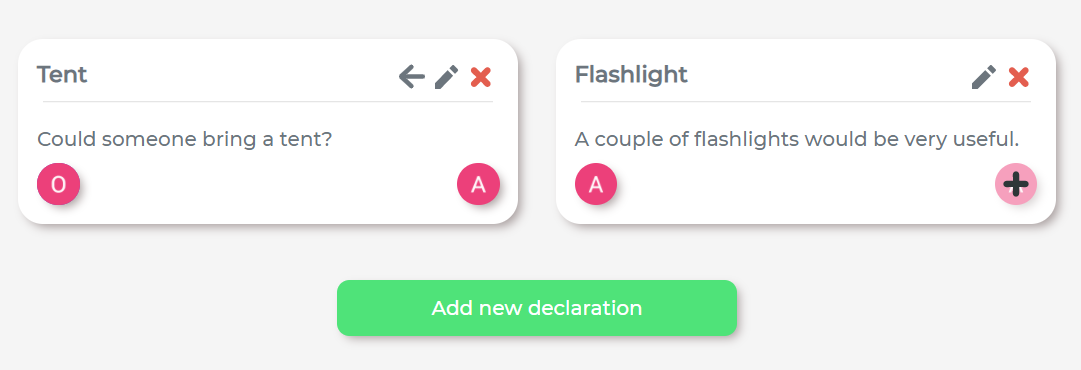 Tent
Could someone bring a tent?
O
A
Flashlight
A couple of flashlights would be very useful.
A
Add new declaration